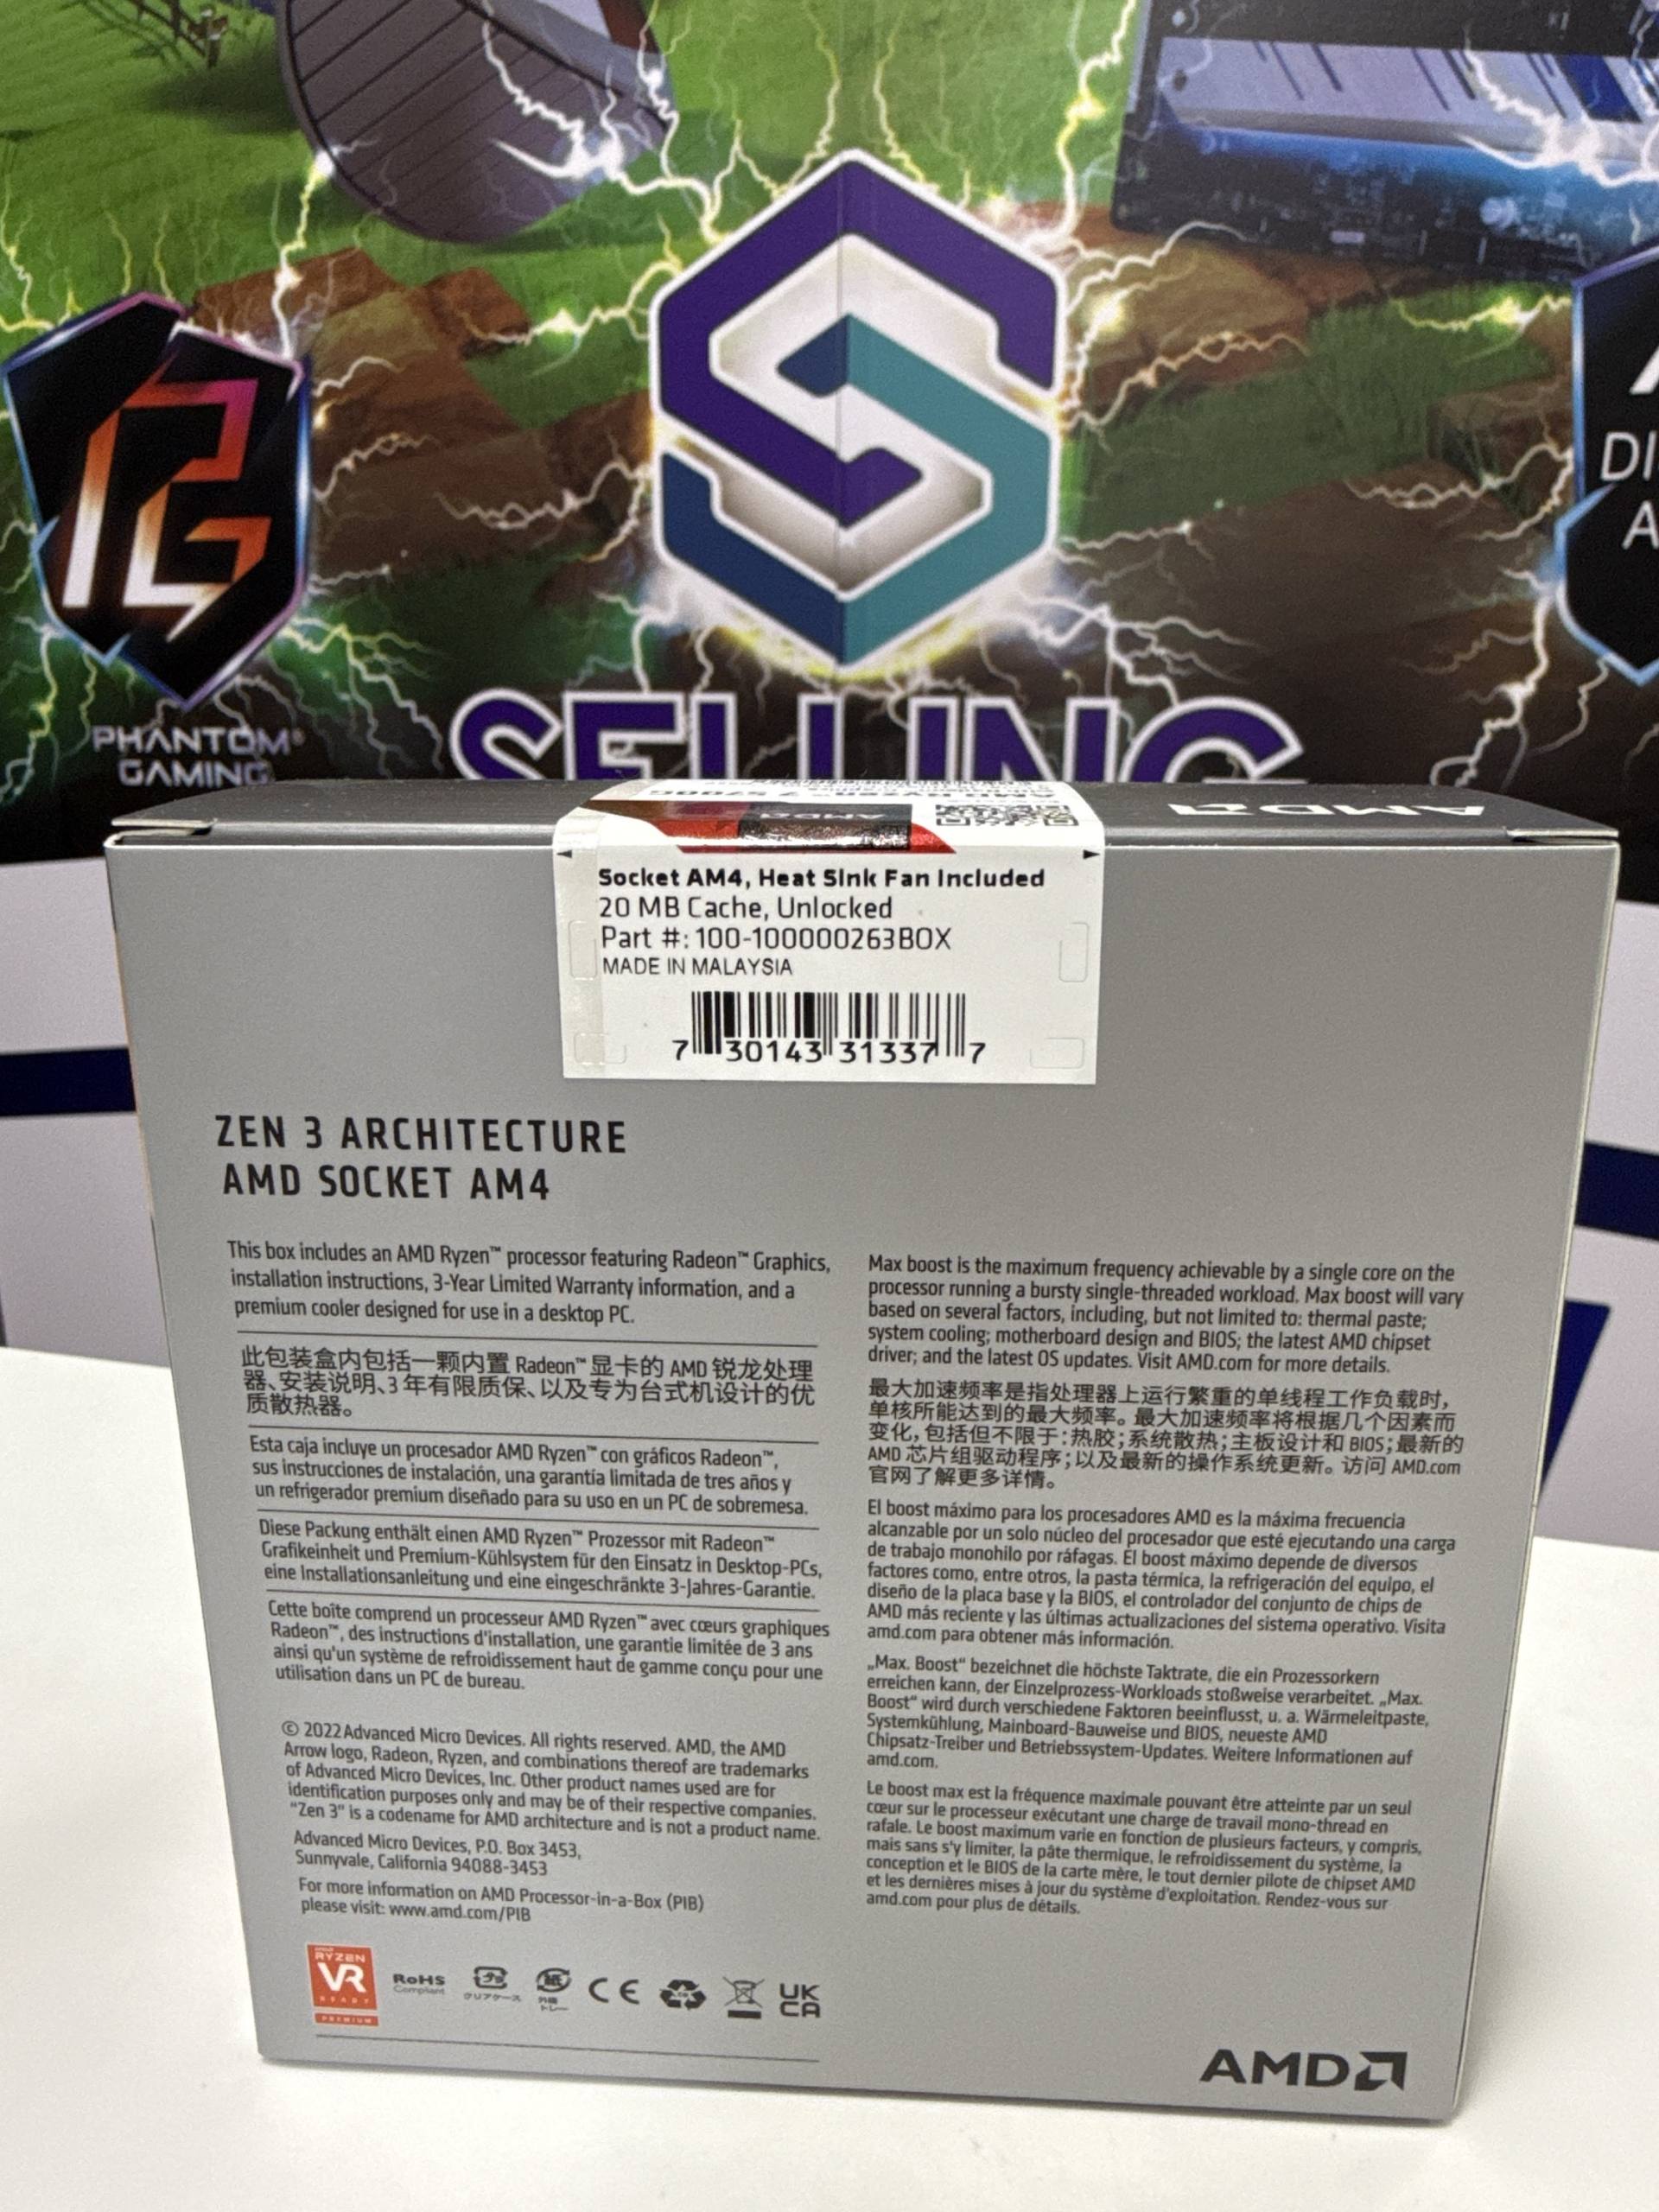 DI
A
PHANTOM®
GAMING
SELLING
AMD
AMD
Socket AM4, Heat Sink Fan Included
20 MB Cache, Unlocked
Part #: 100-100000263BOX
MADE IN MALAYSIA
7 30143 31337 7
ZEN 3 ARCHITECTURE
AMD SOCKET AM4
This box includes an AMD Ryzen™ processor featuring Radeon™ Graphics,
installation instructions, 3-Year Limited Warranty information, and a
premium cooler designed for use in a desktop PC.
此包装盒内包括一颗内置 Radeon™ 显卡的 AMD 锐龙处理
器、安装说明、3 年有限质保、以及专为台式机设计的优
质散热器。
Esta caja incluye un procesador AMD Ryzen™ con gráficos Radeon™,
sus instrucciones de instalación, una garantía limitada de tres años y
un refrigerador premium diseñado para su uso en un PC de sobremesa.
Diese Packung enthält einen AMD Ryzen™ Prozessor mit Radeon™
Grafikeinheit und Premium-Kühlsystem für den Einsatz in Desktop-PCs,
eine Installationsanleitung und eine eingeschränkte 3-Jahres-Garantie.
Cette boîte comprend un processeur AMD Ryzen™ avec cœurs graphiques
Radeon™, des instructions d'installation, une garantie limitée de 3 ans
ainsi qu'un système de refroidissement haut de gamme conçu pour une
utilisation dans un PC de bureau.
© 2022 Advanced Micro Devices. All rights reserved. AMD, the AMD
Arrow logo, Radeon, Ryzen, and combinations thereof are trademarks
of Advanced Micro Devices, Inc. Other product names used are for
identification purposes only and may be of their respective companies.
"Zen 3" is a codename for AMD architecture and is not a product name.
Advanced Micro Devices, P.O. Box 3453,
Sunnyvale, California 94088-3453
For more information on AMD Processor-in-a-Box (PIB)
please visit: www.amd.com/PIB
Max boost is the maximum frequency achievable by a single core on the
processor running a bursty single-threaded workload. Max boost will vary
based on several factors, including, but not limited to: thermal paste;
system cooling; motherboard design and BIOS; the latest AMD chipset
driver; and the latest OS updates. Visit AMD.com for more details.
最大加速频率是指处理器上运行繁重的单线程工作负载时，
单核所能达到的最大频率。最大加速频率将根据几个因素而
变化，包括但不限于：热胶；系统散热；主板设计和 BIOS；最新的
AMD 芯片组驱动程序；以及最新的操作系统更新。访问 AMD.com
官网了解更多详情。
El boost máximo para los procesadores AMD es la máxima frecuencia
alcanzable por un solo núcleo del procesador que esté ejecutando una carga
de trabajo monohilo por ráfagas. El boost máximo depende de diversos
factores como, entre otros, la pasta térmica, la refrigeración del equipo, el
diseño de la placa base y la BIOS, el controlador del conjunto de chips de
AMD más reciente y las últimas actualizaciones del sistema operativo. Visita
amd.com para obtener más información.
„Max. Boost“ bezeichnet die höchste Taktrate, die ein Prozessorkern
erreichen kann, der Einzelprozess-Workloads stoßweise verarbeitet. „Max.
Boost“ wird durch verschiedene Faktoren beeinflusst, u. a. Wärmeleitpaste,
Systemkühlung, Mainboard-Bauweise und BIOS, neueste AMD
Chipsatz-Treiber und Betriebssystem-Updates. Weitere Informationen auf
amd.com.
Le boost max est la fréquence maximale pouvant être atteinte par un seul
cœur sur le processeur exécutant une charge de travail mono-thread en
rafale. Le boost maximum varie en fonction de plusieurs facteurs, y compris,
mais sans s'y limiter, la pâte thermique, le refroidissement du système, la
conception et le BIOS de la carte mère, le tout dernier pilote de chipset AMD
et les dernières mises à jour du système d'exploitation. Rendez-vous sur
amd.com pour plus de détails.
RYZEN
VR
READY
PREMIUM
RoHS
Compliant
クリアケース
紙
外箱
トレー
CE
UK
CA
AMD